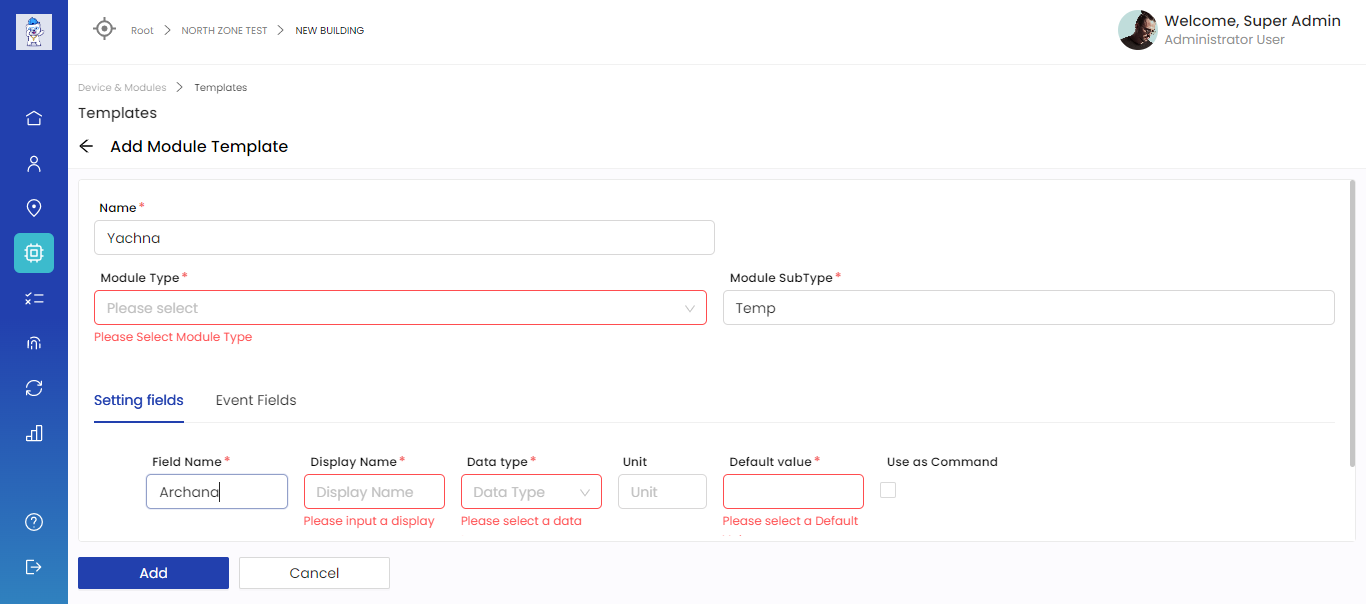 Root > NORTH ZONE TEST > NEW BUILDING
Welcome, Super Admin
Administrator User
Device & Modules > Templates
Templates
Add Module Template
Name *
Yachna
Module Type * Module SubType *
Please select Temp
Please Select Module Type
Setting fields Event Fields
Field Name * Display Name * Data type * Unit Default value * Use as Command
Archana Display Name Data Type Unit
Please input a display Please select a data Please select a Default
Add Cancel